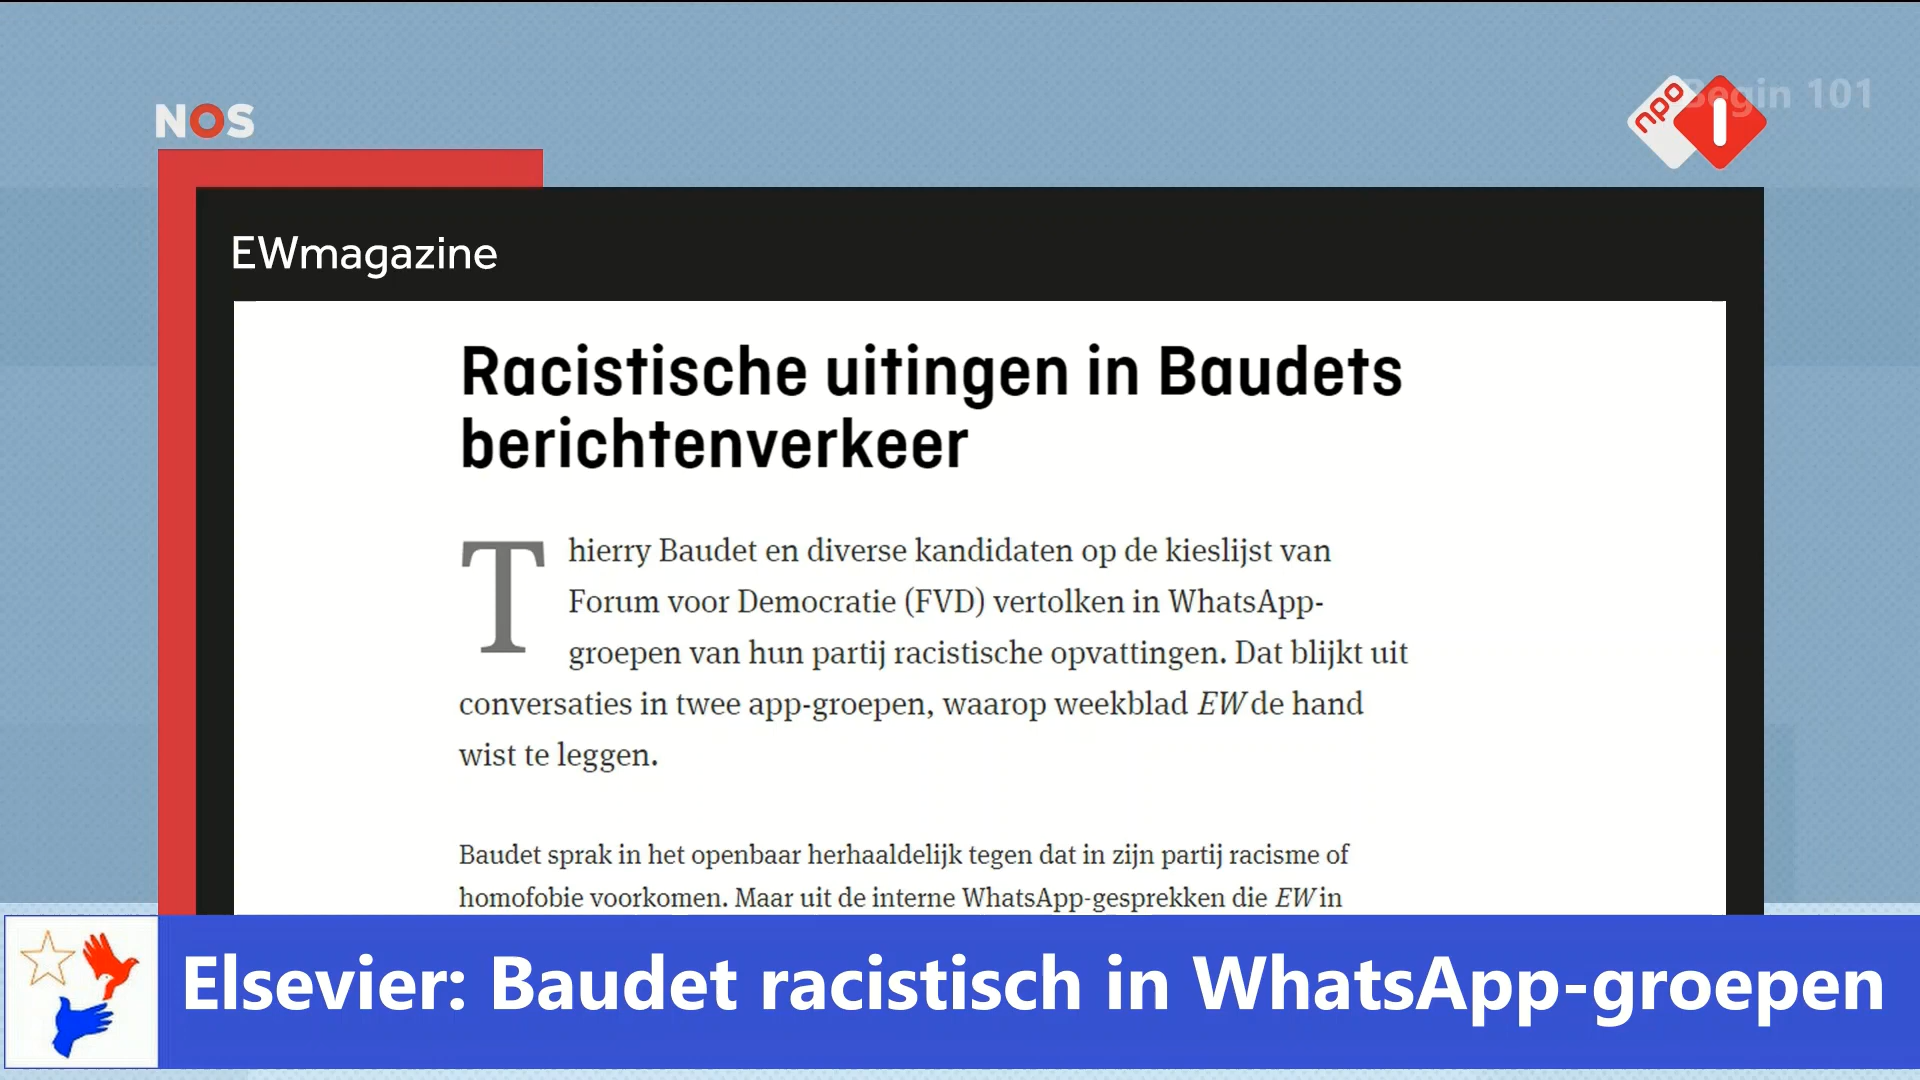 Begin 101
NOS
npo
1
EWmagazine
Racistische uitingen in Baudets
berichtenverkeer
Thierry Baudet en diverse kandidaten op de kieslijst van
Forum voor Democratie (FVD) vertolken in WhatsApp-
groepen van hun partij racistische opvattingen. Dat blijkt uit
conversaties in twee app-groepen, waarop weekblad EW de hand
wist te leggen.
Baudet sprak in het openbaar herhaaldelijk tegen dat in zijn partij racisme of
homofobie voorkomen. Maar uit de interne WhatsApp-gesprekken die EW in
Elsevier: Baudet racistisch in WhatsApp-groepen